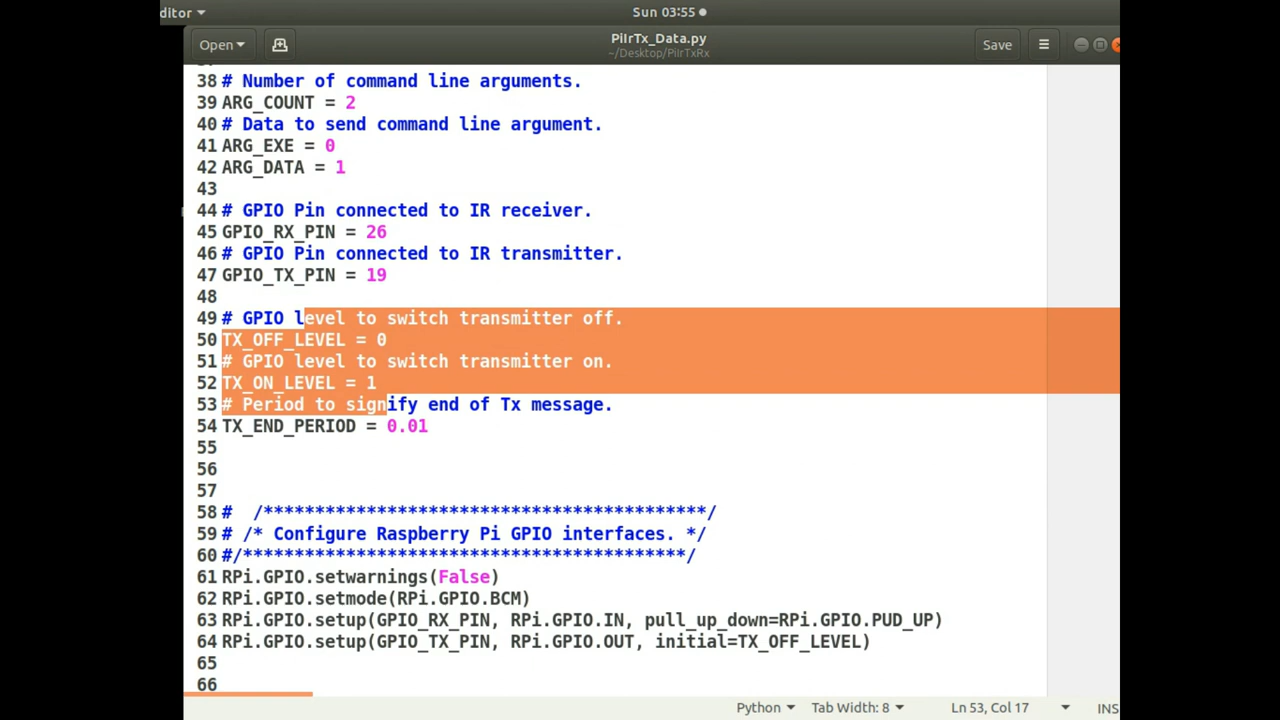 ditor
Sun 03:55
Open
PiIrTx_Data.py
~/Desktop/PiIrTxRx
Save
38 # Number of command line arguments.
39 ARG_COUNT = 2
40 # Data to send command line argument.
41 ARG_EXE = 0
42 ARG_DATA = 1
43
44 # GPIO Pin connected to IR receiver.
45 GPIO_RX_PIN = 26
46 # GPIO Pin connected to IR transmitter.
47 GPIO_TX_PIN = 19
48
49 # GPIO level to switch transmitter off.
50 TX_OFF_LEVEL = 0
51 # GPIO level to switch transmitter on.
52 TX_ON_LEVEL = 1
53 # Period to signify end of Tx message.
54 TX_END_PERIOD = 0.01
55
56
57
58 #  /*******************************************/
59 # /* Configure Raspberry Pi GPIO interfaces. */
60 #/*******************************************/
61 RPi.GPIO.setwarnings(False)
62 RPi.GPIO.setmode(RPi.GPIO.BCM)
63 RPi.GPIO.setup(GPIO_RX_PIN, RPi.GPIO.IN, pull_up_down=RPi.GPIO.PUD_UP)
64 RPi.GPIO.setup(GPIO_TX_PIN, RPi.GPIO.OUT, initial=TX_OFF_LEVEL)
65
66
Python Tab Width: 8 Ln 53, Col 17 INS